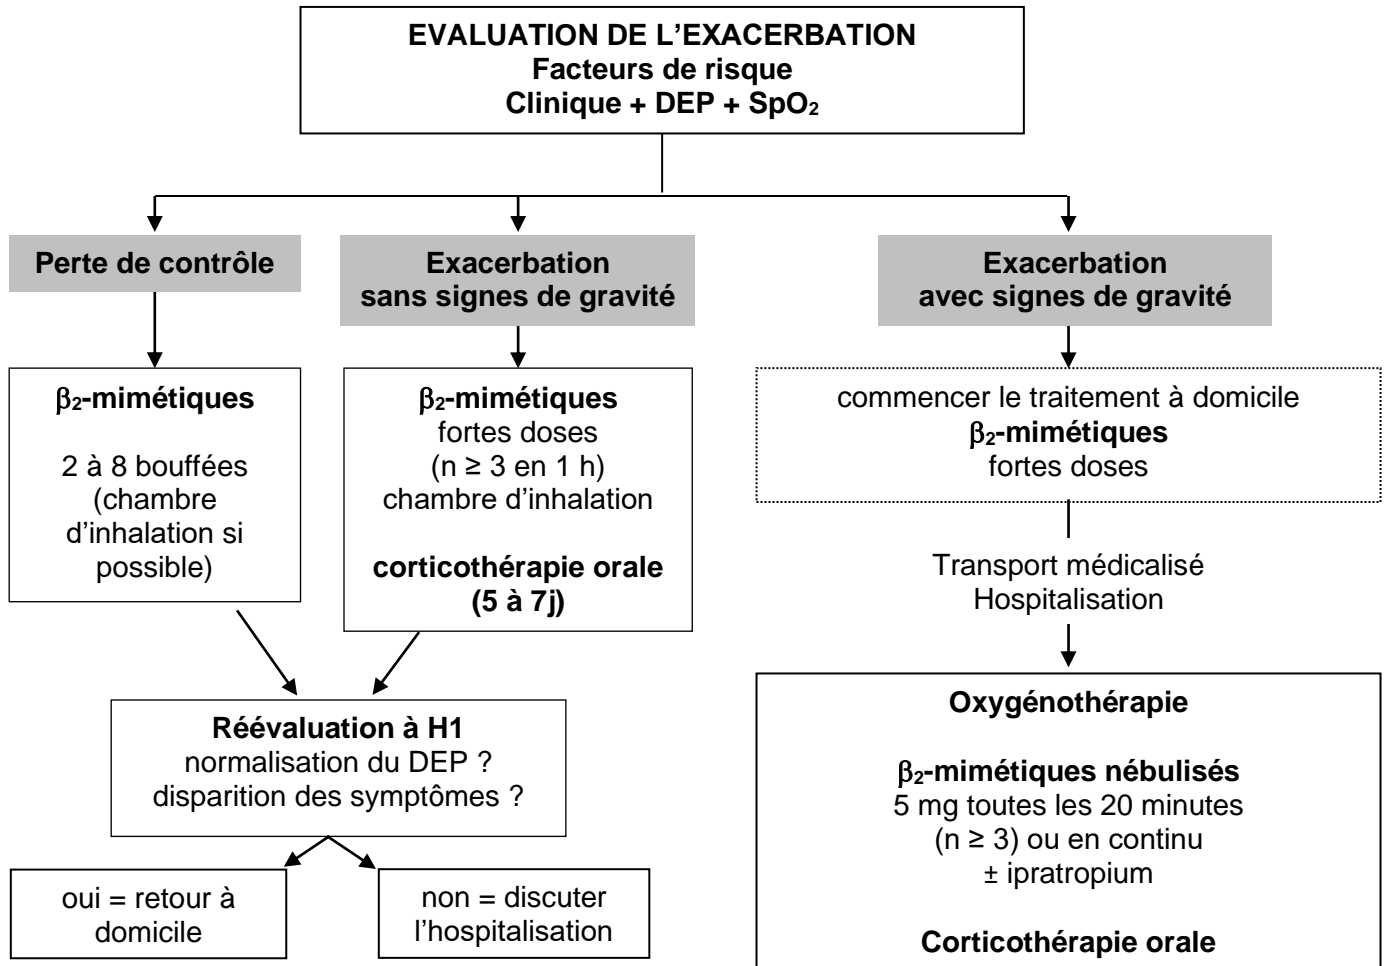 EVALUATION DE L'EXACERBATION
Facteurs de risque
Clinique + DEP + SpO₂
Perte de contrôle
Exacerbation
sans signes de gravité
Exacerbation
avec signes de gravité
β₂-mimétiques
2 à 8 bouffées
(chambre
d'inhalation si
possible)
β₂-mimétiques
fortes doses
(n ≥ 3 en 1 h)
chambre d'inhalation
corticothérapie orale
(5 à 7j)
commencer le traitement à domicile
β₂-mimétiques
fortes doses
Transport médicalisé
Hospitalisation
Réévaluation à H1
normalisation du DEP ?
disparition des symptômes ?
oui = retour à
domicile
non = discuter
l'hospitalisation
Oxygénothérapie
β₂-mimétiques nébulisés
5 mg toutes les 20 minutes
(n ≥ 3) ou en continu
± ipratropium
Corticothérapie orale